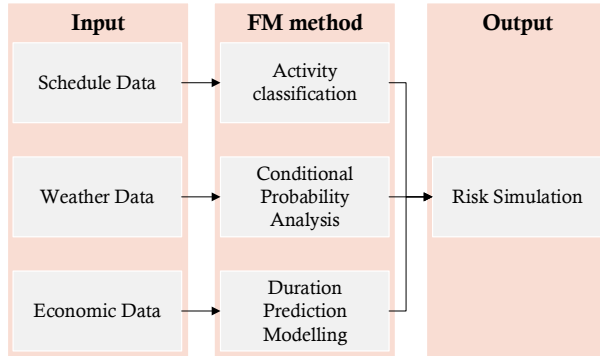 Input
FM method
Output
Schedule Data
Activity
classification
Weather Data
Conditional
Probability
Analysis
Risk Simulation
Economic Data
Duration
Prediction
Modelling